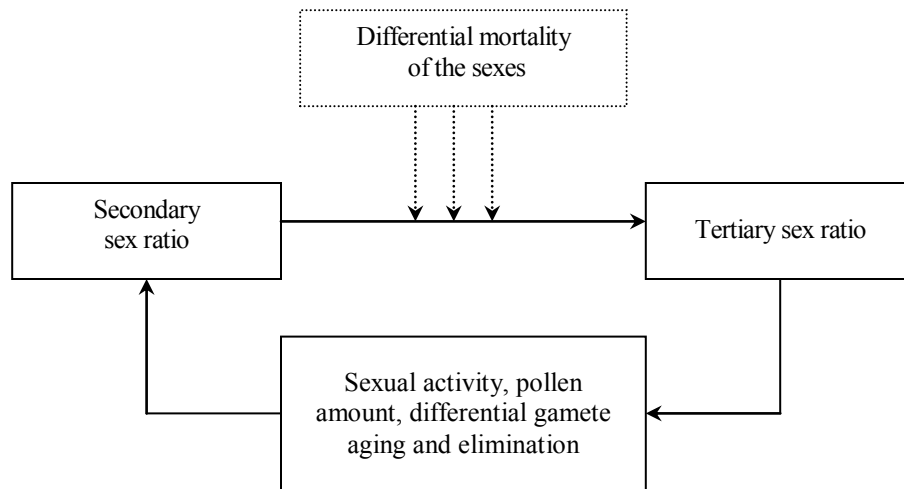 Differential mortality
of the sexes
Secondary
sex ratio
Tertiary sex ratio
Sexual activity, pollen
amount, differential gamete
aging and elimination